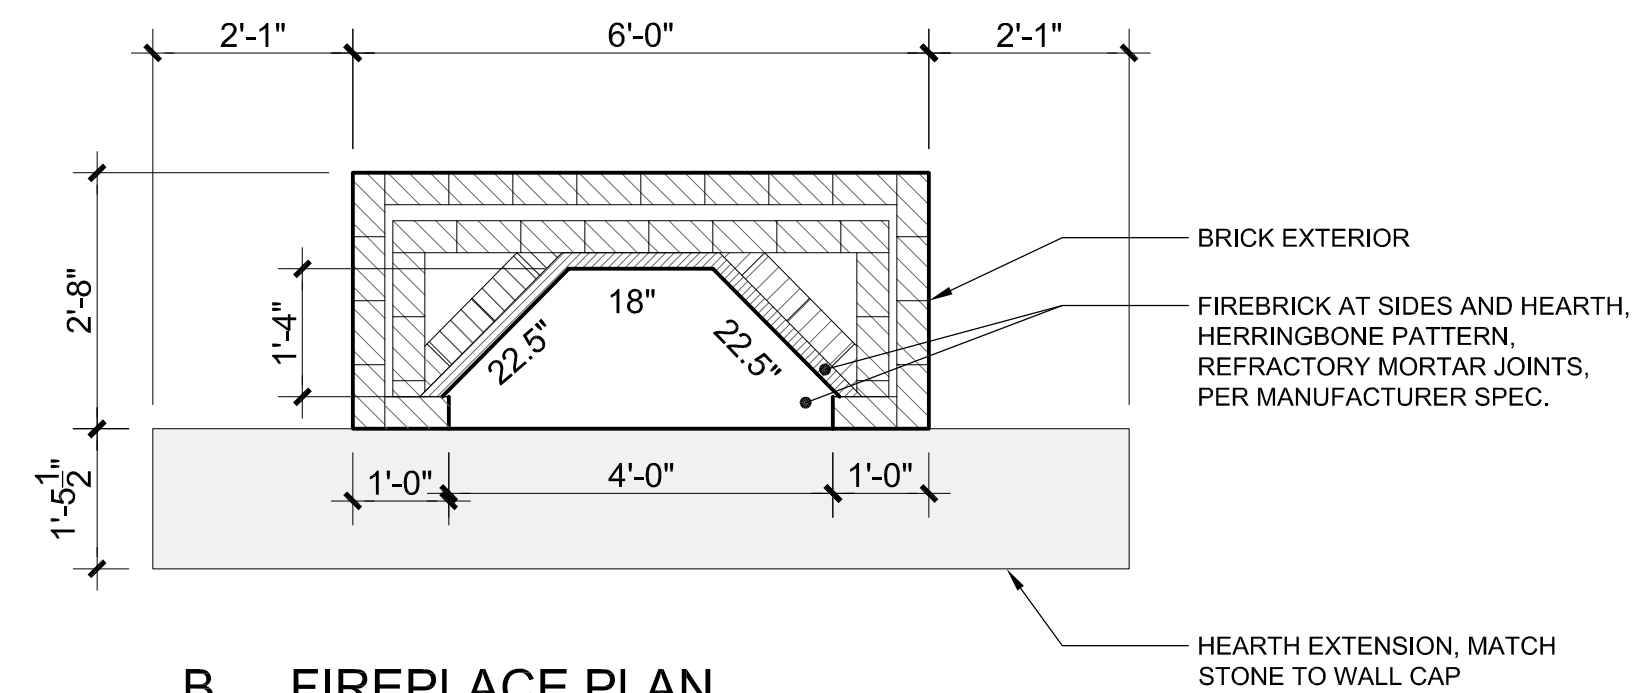 2'-1" 6'-0" 2'-1"
BRICK EXTERIOR
2'-8"
1'-4"
18"
22.5" 22.5"
FIREBRICK AT SIDES AND HEARTH,
HERRINGBONE PATTERN,
REFRACTORY MORTAR JOINTS,
PER MANUFACTURER SPEC.
1'-5 1/2"
1'-0" 4'-0" 1'-0"
HEARTH EXTENSION, MATCH
STONE TO WALL CAP
B FIREPLACE PLAN